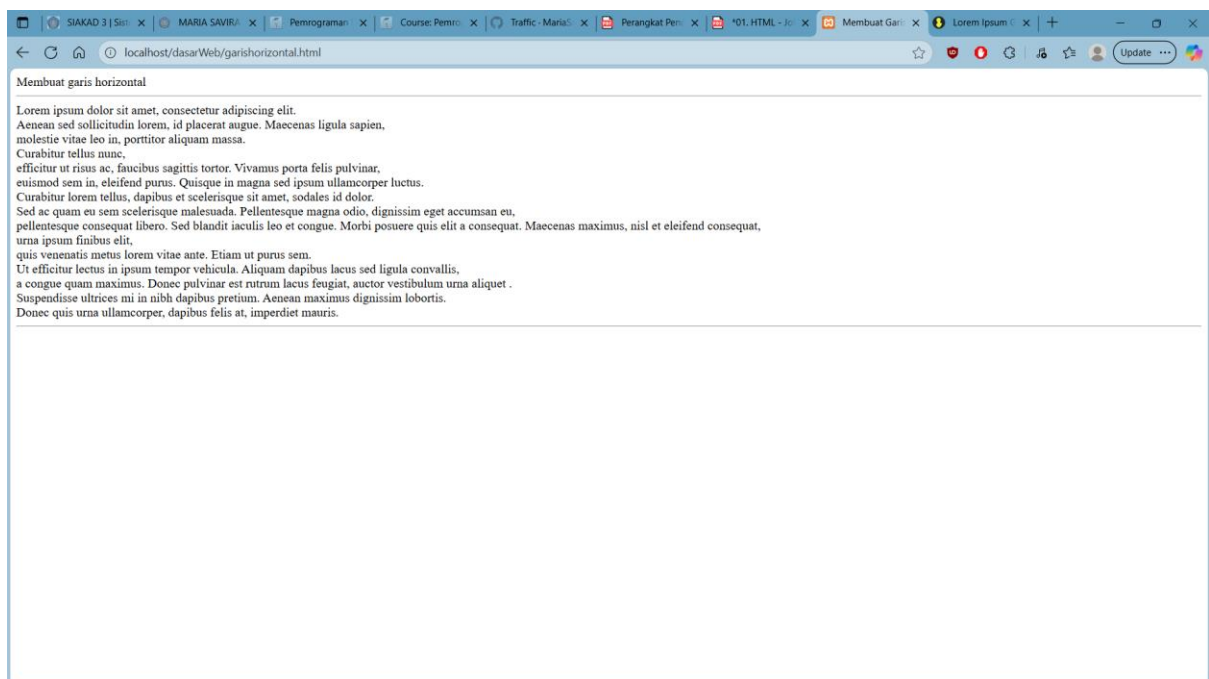 SIAKAD 3 | Sist
MARIA SAVIRA
Pemrograman
Course: Pemro
Traffic - MariaS
Perangkat Pen
*01. HTML - Jo
Membuat Gari
Lorem Ipsum G
localhost/dasarWeb/garishorizontal.html
Update
Membuat garis horizontal
Lorem ipsum dolor sit amet, consectetur adipiscing elit.
Aenean sed sollicitudin lorem, id placerat augue. Maecenas ligula sapien,
molestie vitae leo in, porttitor aliquam massa.
Curabitur tellus nunc,
efficitur ut risus ac, faucibus sagittis tortor. Vivamus porta felis pulvinar,
euismod sem in, eleifend purus. Quisque in magna sed ipsum ullamcorper luctus.
Curabitur lorem tellus, dapibus et scelerisque sit amet, sodales id dolor.
Sed ac quam eu sem scelerisque malesuada. Pellentesque magna odio, dignissim eget accumsan eu,
pellentesque consequat libero. Sed blandit iaculis leo et congue. Morbi posuere quis elit a consequat. Maecenas maximus, nisl et eleifend consequat,
urna ipsum finibus elit,
quis venenatis metus lorem vitae ante. Etiam ut purus sem.
Ut efficitur lectus in ipsum tempor vehicula. Aliquam dapibus lacus sed ligula convallis,
a congue quam maximus. Donec pulvinar est rutrum lacus feugiat, auctor vestibulum urna aliquet .
Suspendisse ultrices mi in nibh dapibus pretium. Aenean maximus dignissim lobortis.
Donec quis urna ullamcorper, dapibus felis at, imperdiet mauris.